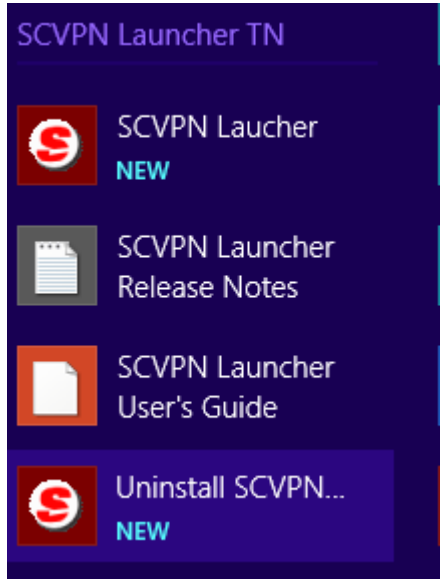 SCVPN Launcher TN
SCVPN Laucher
NEW
SCVPN Launcher
Release Notes
SCVPN Launcher
User's Guide
Uninstall SCVPN...
NEW